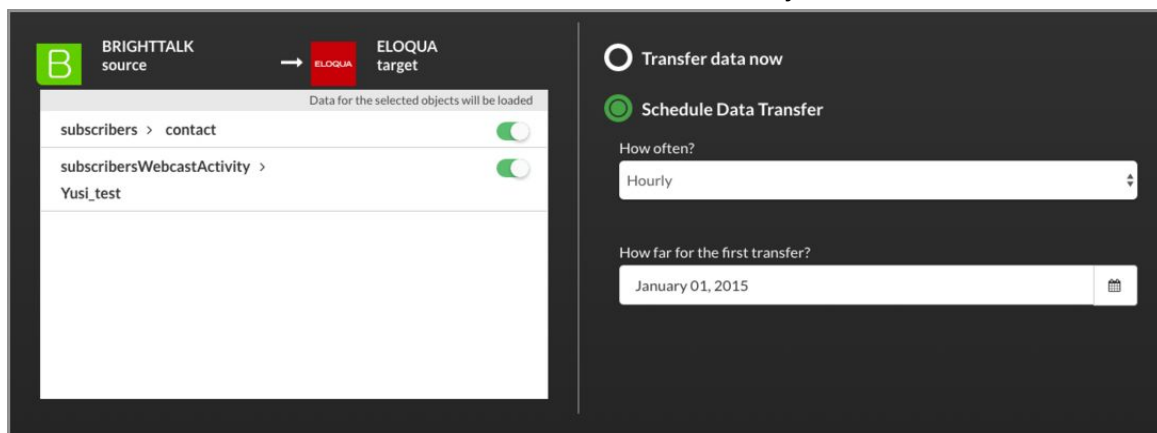 BRIGHTTALK
source
→
ELOQUA
ELOQUA
target
Data for the selected objects will be loaded
subscribers > contact
subscribersWebcastActivity >
Yusi_test
Transfer data now
Schedule Data Transfer
How often?
Hourly
How far for the first transfer?
January 01, 2015